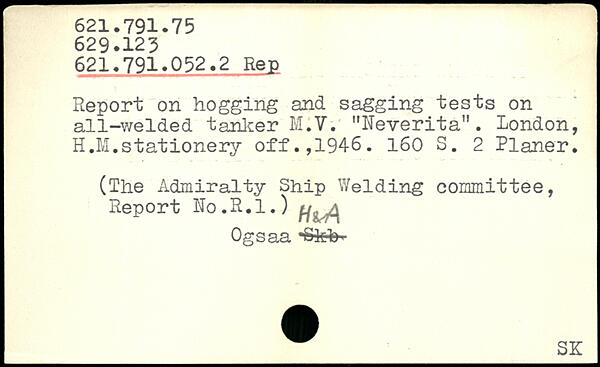 621.791.75
629.123
621.791.052.2 Rep
Report on hogging and sagging tests on
all-welded tanker M.V. "Neverita". London,
H.M.stationery off.,1946. 160 S. 2 Planer.
(The Admiralty Ship Welding committee,
Report No.R.1.)
H&A
Ogsaa Skb.
SK